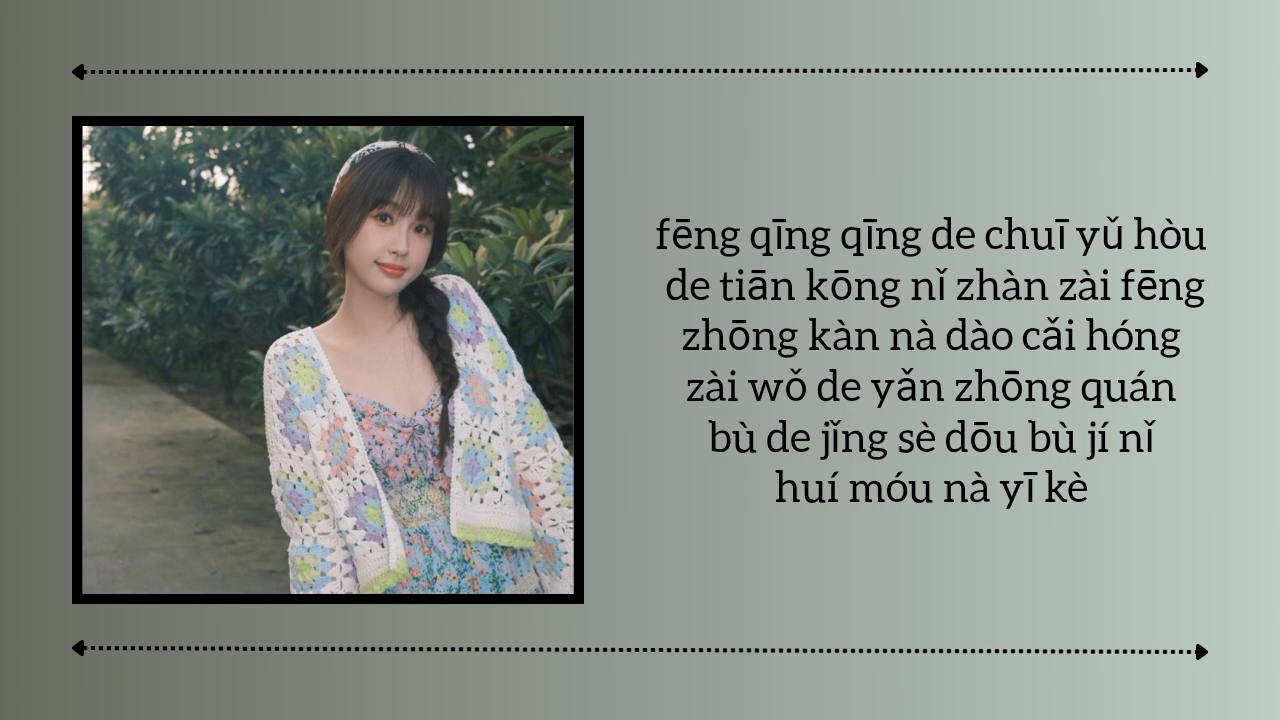 fēng qīng qīng de chuī yǔ hòu
de tiān kōng nǐ zhàn zài fēng
zhōng kàn nà dào cǎi hóng
zài wǒ de yǎn zhōng quán
bù de jǐng sè dōu bù jí nǐ
huí móu nà yī kè